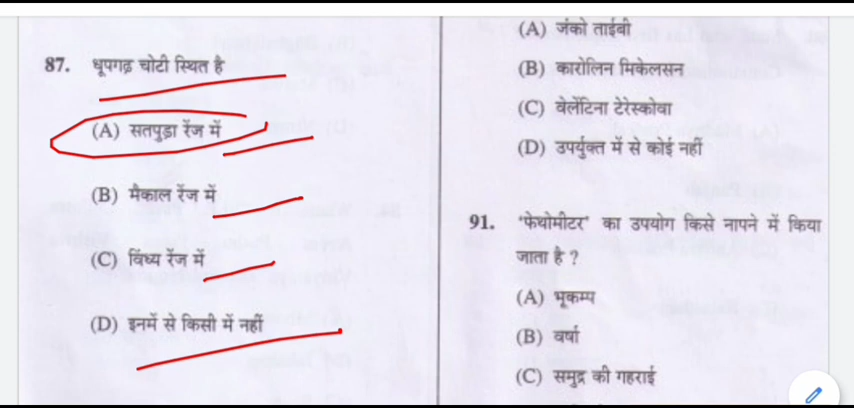 87. धूपगढ़ चोटी स्थित है
(A) सतपुड़ा रेंज में
(B) मैकाल रेंज में
(C) विंध्य रेंज में
(D) इनमें से किसी में नहीं
(A) जंको ताईबी
(B) कारोलिन मिकेलसन
(C) वेलेंटिना टेरेस्कोवा
(D) उपर्युक्त में से कोई नहीं
91. 'फेथोमीटर' का उपयोग किसे नापने में किया
जाता है ?
(A) भूकम्प
(B) वर्षा
(C) समुद्र की गहराई